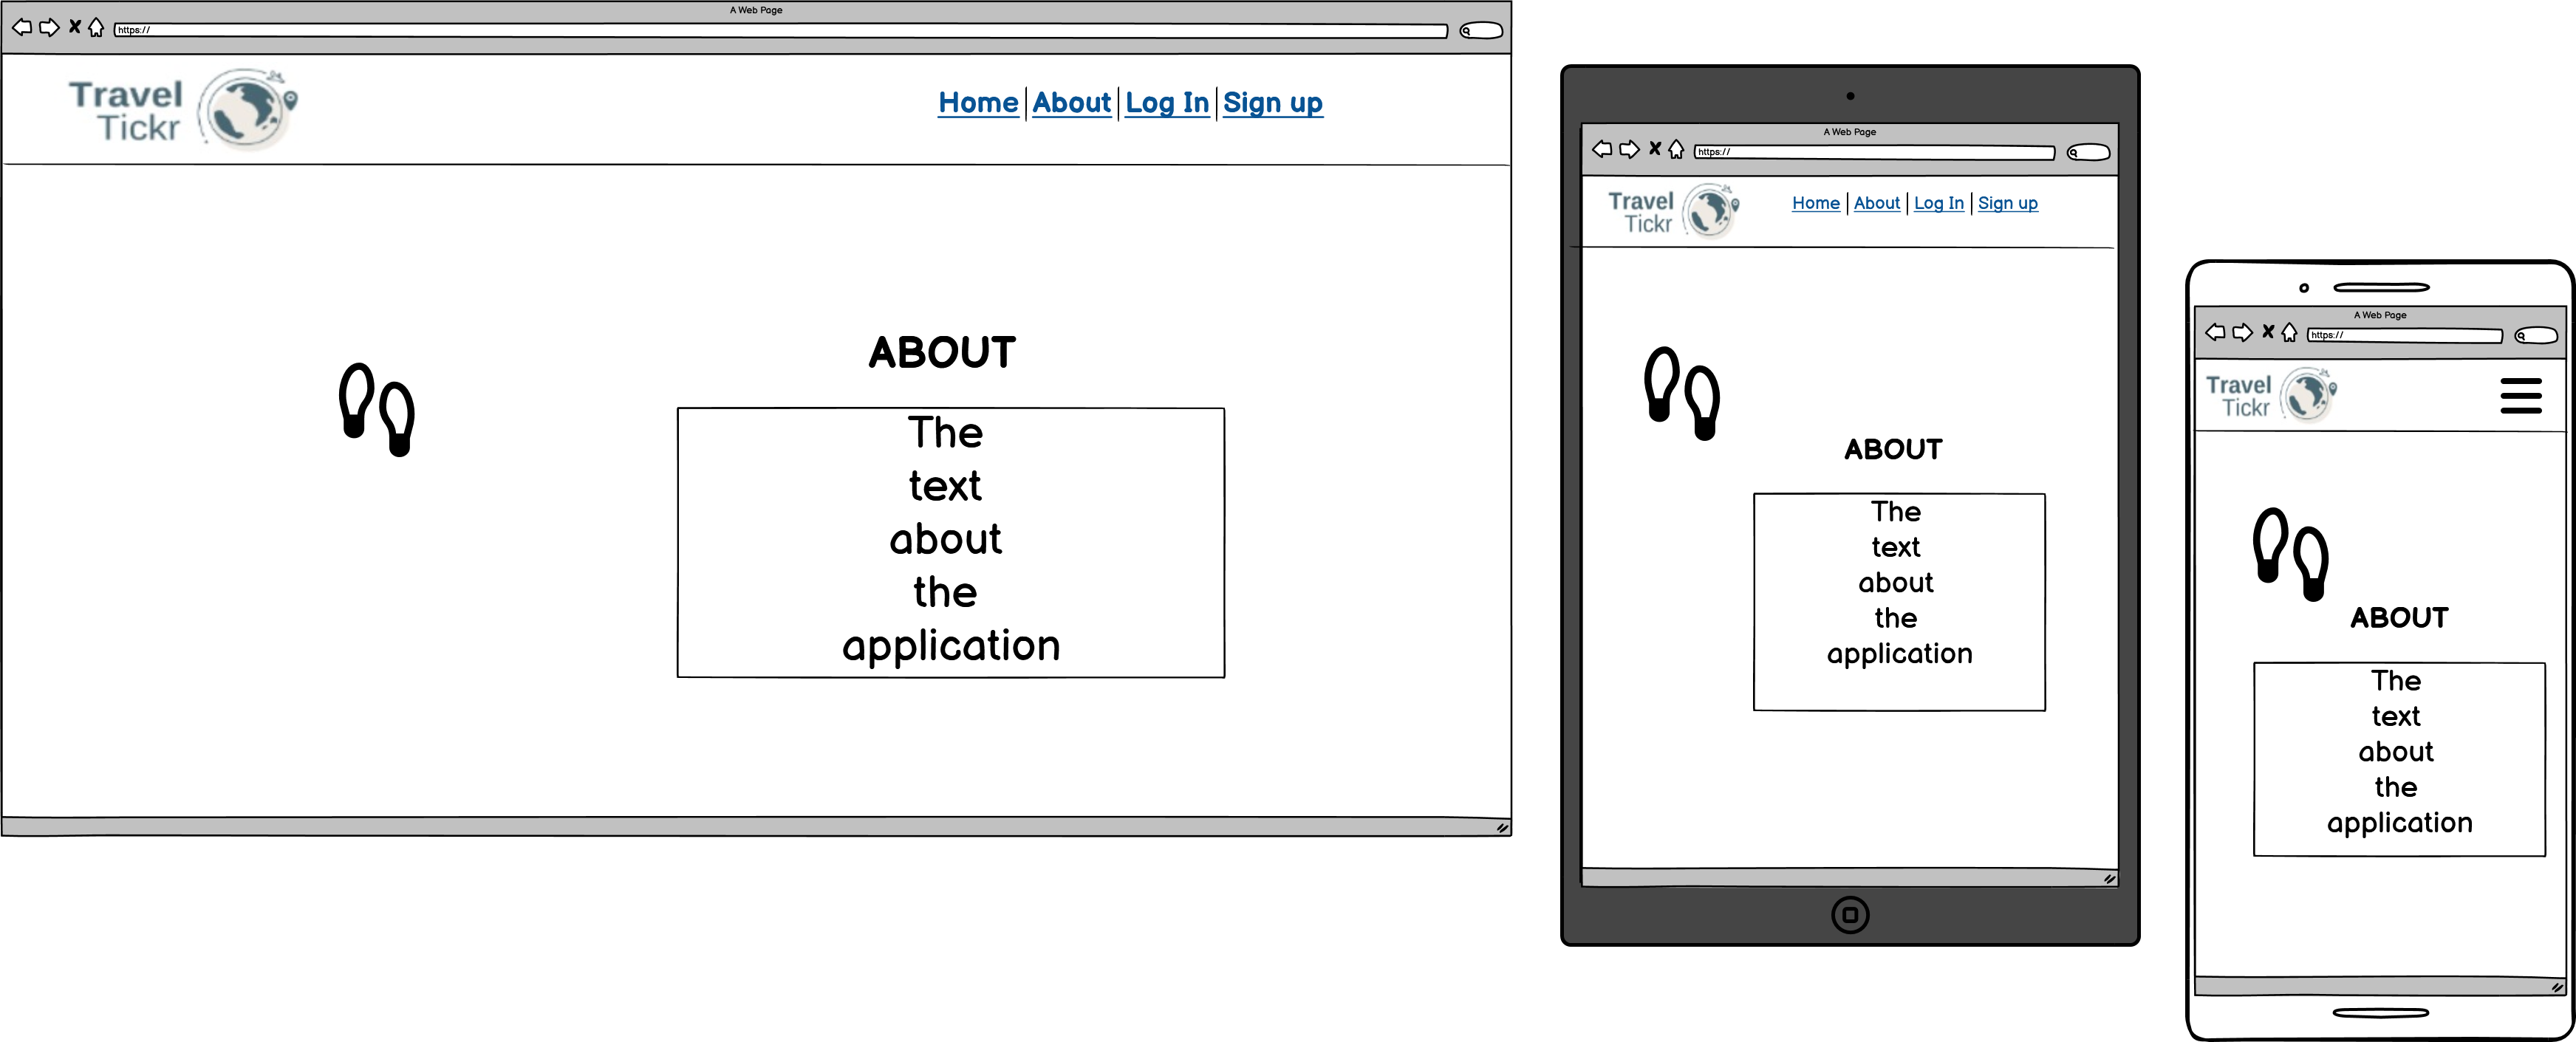 A Web Page
https://
Travel
Tickr
Home About Log In Sign up
ABOUT
The
text
about
the
application
A Web Page
https://
Travel
Tickr
Home About Log In Sign up
ABOUT
The
text
about
the
application
A Web Page
https://
Travel
Tickr
ABOUT
The
text
about
the
application